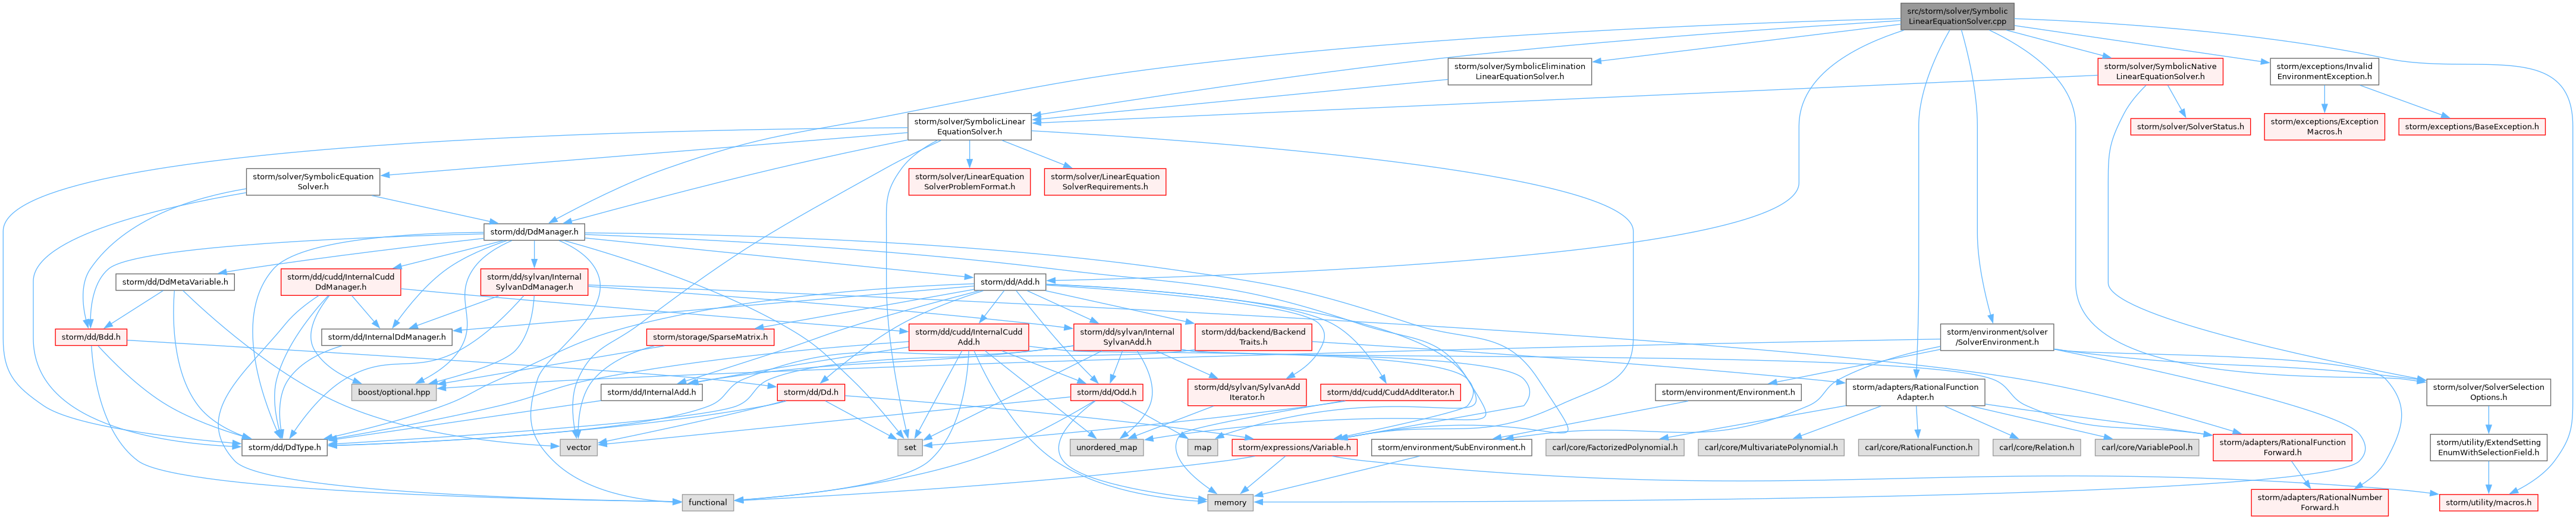 src/storm/solver/Symbolic
LinearEquationSolver.cpp
storm/solver/SymbolicElimination
LinearEquationSolver.h
storm/solver/SymbolicNative
LinearEquationSolver.h
storm/exceptions/Invalid
EnvironmentException.h
storm/solver/SymbolicLinear
EquationSolver.h
storm/solver/SolverStatus.h
storm/exceptions/Exception
Macros.h
storm/exceptions/BaseException.h
storm/solver/SymbolicEquation
Solver.h
storm/solver/LinearEquation
SolverProblemFormat.h
storm/solver/LinearEquation
SolverRequirements.h
storm/dd/DdManager.h
storm/dd/DdMetaVariable.h
storm/dd/cudd/InternalCudd
DdManager.h
storm/dd/sylvan/Internal
SylvanDdManager.h
storm/dd/Add.h
storm/dd/Bdd.h
storm/dd/InternalDdManager.h
storm/storage/SparseMatrix.h
storm/dd/cudd/InternalCudd
Add.h
storm/dd/sylvan/Internal
SylvanAdd.h
storm/dd/backend/Backend
Traits.h
storm/environment/solver
/SolverEnvironment.h
boost/optional.hpp
storm/dd/InternalAdd.h
storm/dd/Dd.h
storm/dd/Odd.h
storm/dd/sylvan/SylvanAdd
Iterator.h
storm/dd/cudd/CuddAddIterator.h
storm/environment/Environment.h
storm/adapters/RationalFunction
Adapter.h
storm/solver/SolverSelection
Options.h
storm/dd/DdType.h
vector
set
unordered_map
map
storm/expressions/Variable.h
storm/environment/SubEnvironment.h
carl/core/FactorizedPolynomial.h
carl/core/MultivariatePolynomial.h
carl/core/RationalFunction.h
carl/core/Relation.h
carl/core/VariablePool.h
storm/adapters/RationalFunction
Forward.h
storm/utility/ExtendSetting
EnumWithSelectionField.h
functional
memory
storm/adapters/RationalNumber
Forward.h
storm/utility/macros.h